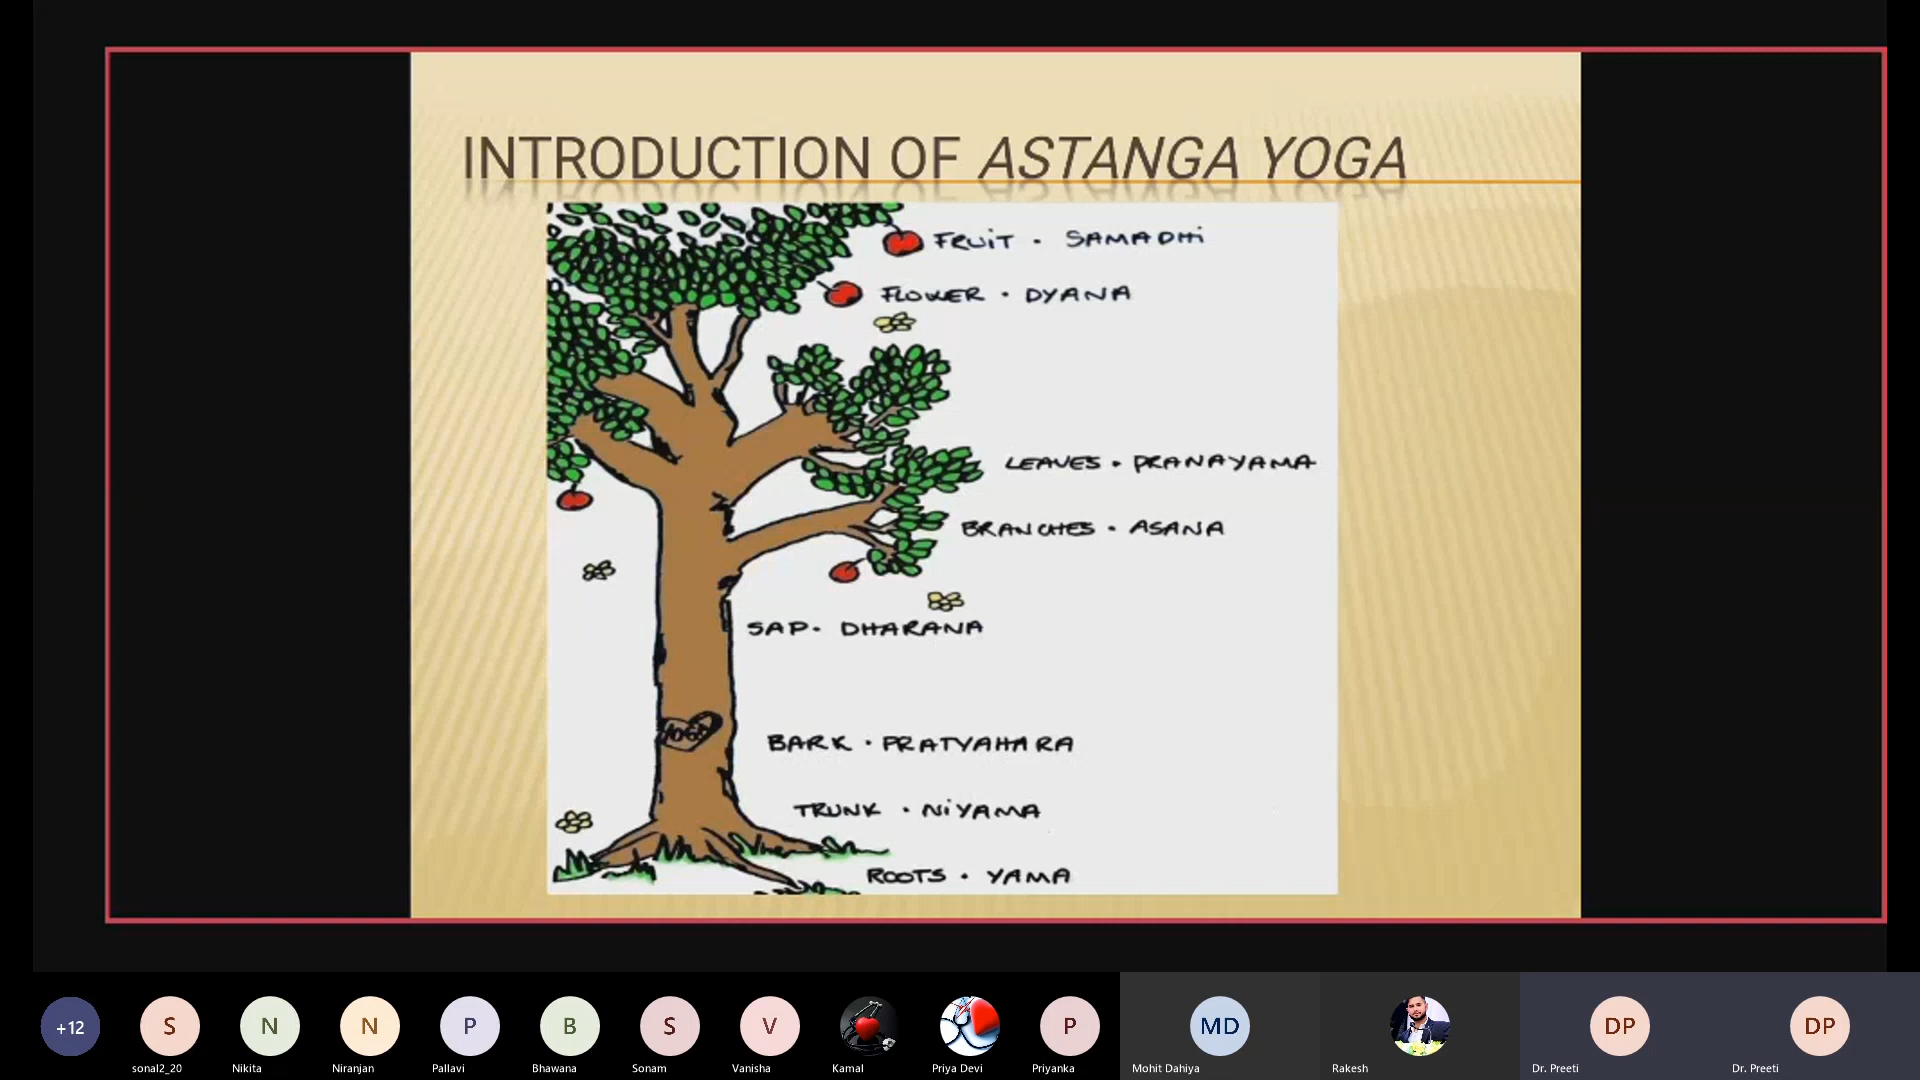 INTRODUCTION OF ASTANGA YOGA
FRUIT · SAMADHI
FLOWER · DYANA
LEAVES · PRANAYAMA
BRANCHES · ASANA
SAP · DHARANA
YOGA
BARK · PRATYAHARA
TRUNK · NIYAMA
ROOTS · YAMA
+12 S N N P B S V P MD DP DP
sonal2_20 Nikita Niranjan Pallavi Bhawana Sonam Vanisha Kamal Priya Devi Priyanka Mohit Dahiya Rakesh Dr. Preeti Dr. Preeti